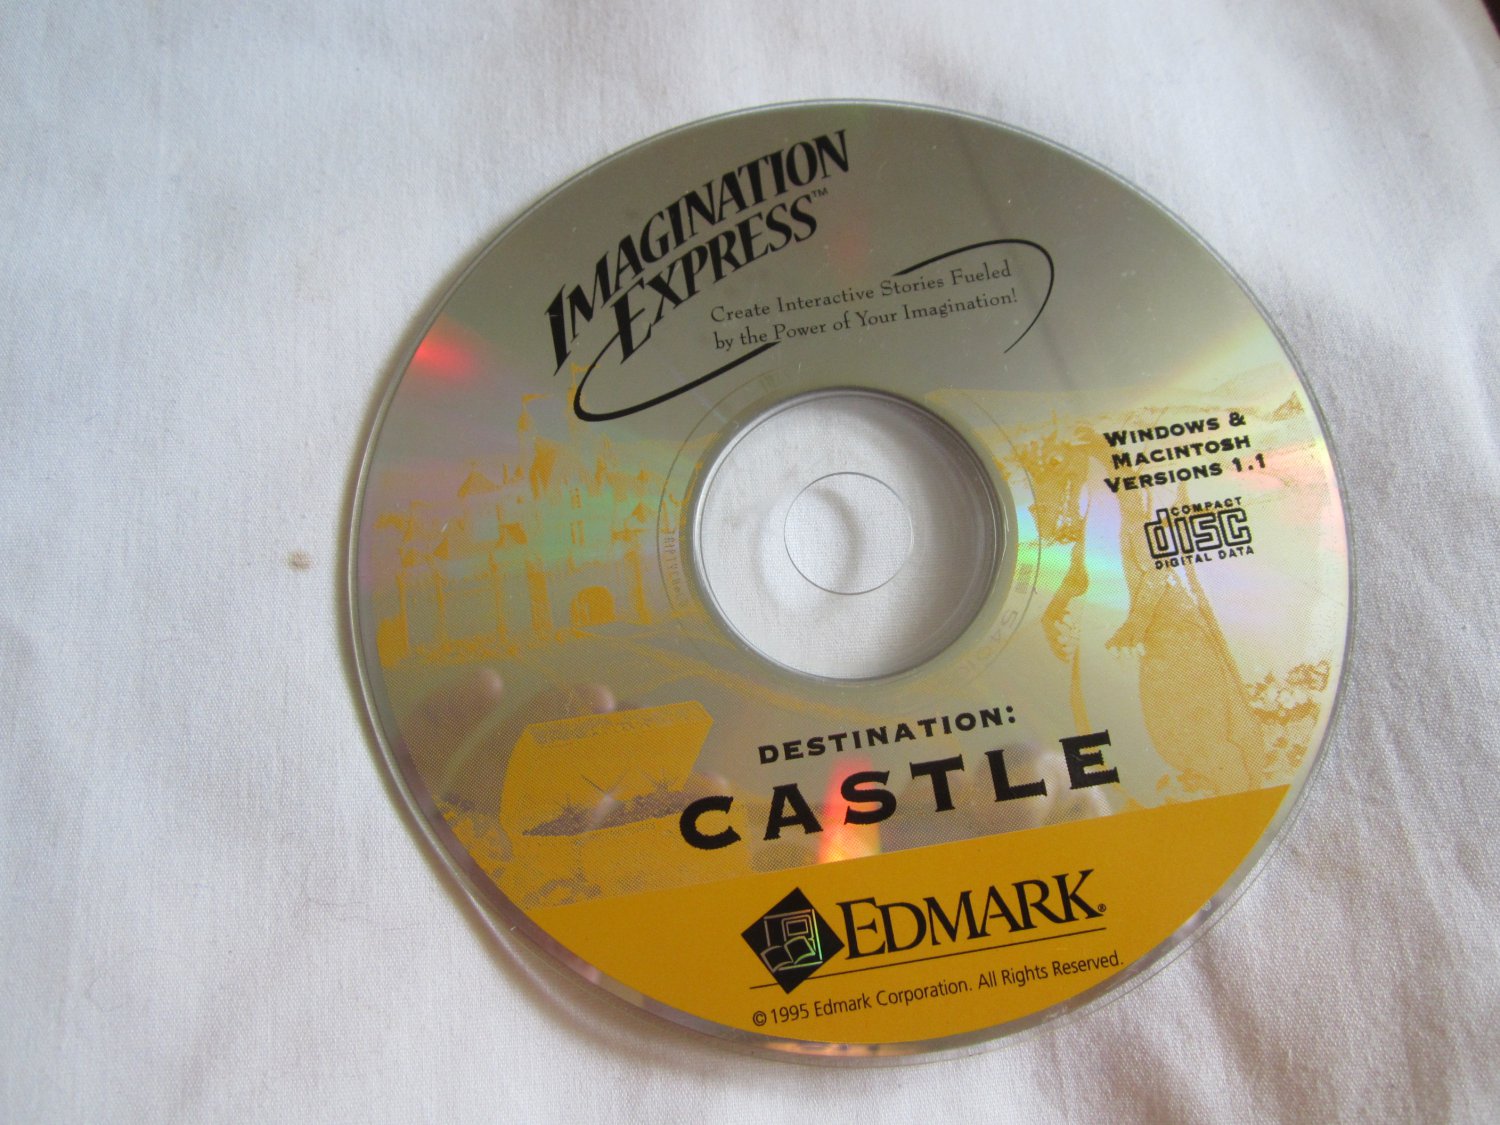 IMAGINATION
EXPRESS™
Create Interactive Stories Fueled
by the Power of Your Imagination!
WINDOWS &
MACINTOSH
VERSIONS 1.1
COMPACT
disc
DIGITAL DATA
DESTINATION:
CASTLE
EDMARK®
©1995 Edmark Corporation. All Rights Reserved.